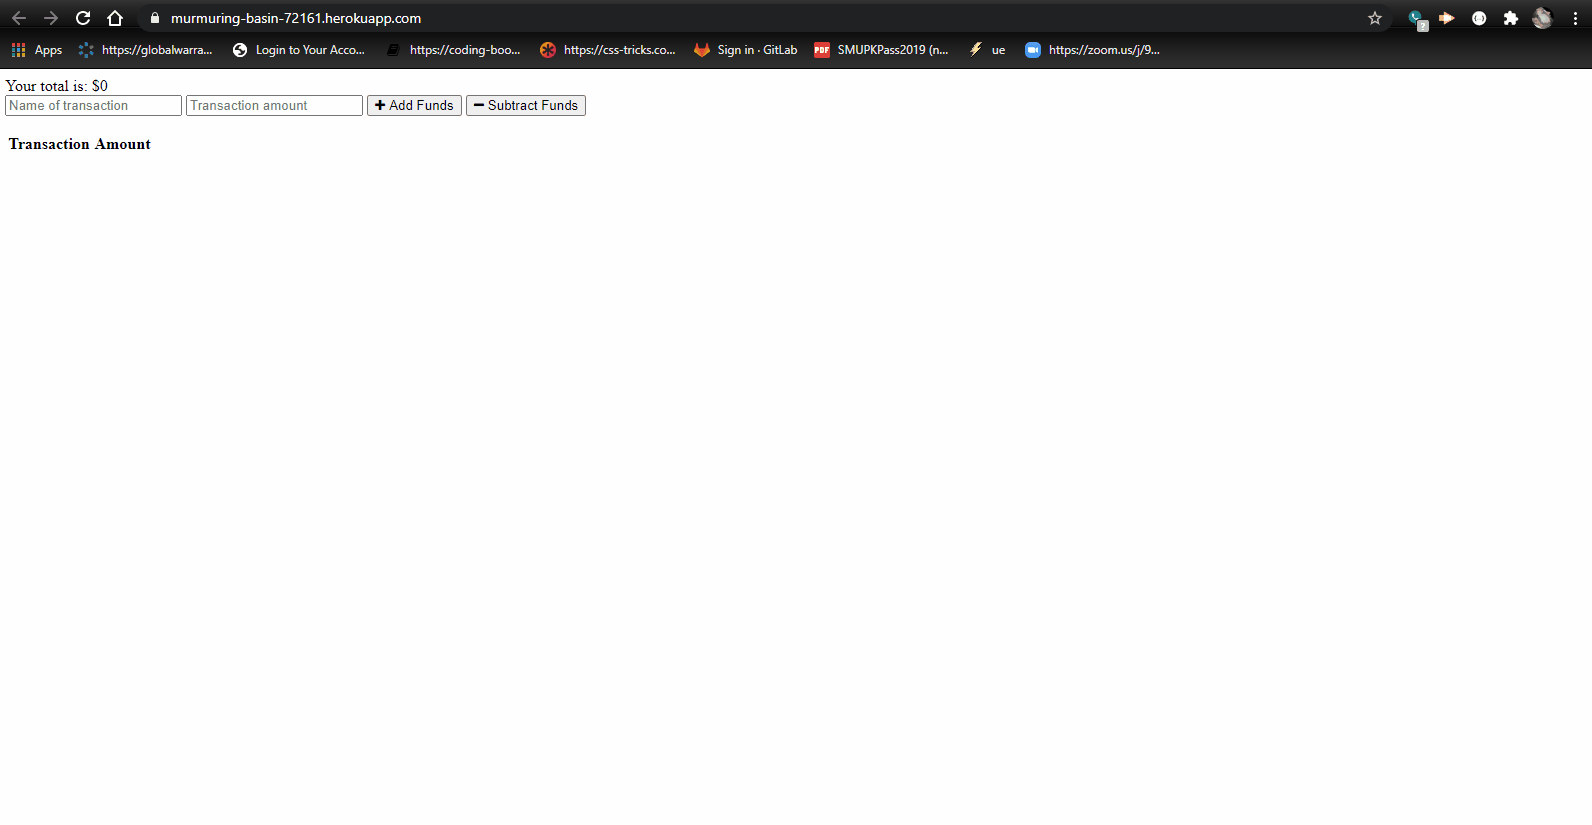 murmuring-basin-72161.herokuapp.com
?
Apps https://globalwarra... Login to Your Acco... https://coding-boo... https://css-tricks.co... Sign in · GitLab PDF SMUPKPass2019 (n... ue https://zoom.us/j/9...
Your total is: $0
Name of transaction Transaction amount Add Funds Subtract Funds
Transaction Amount